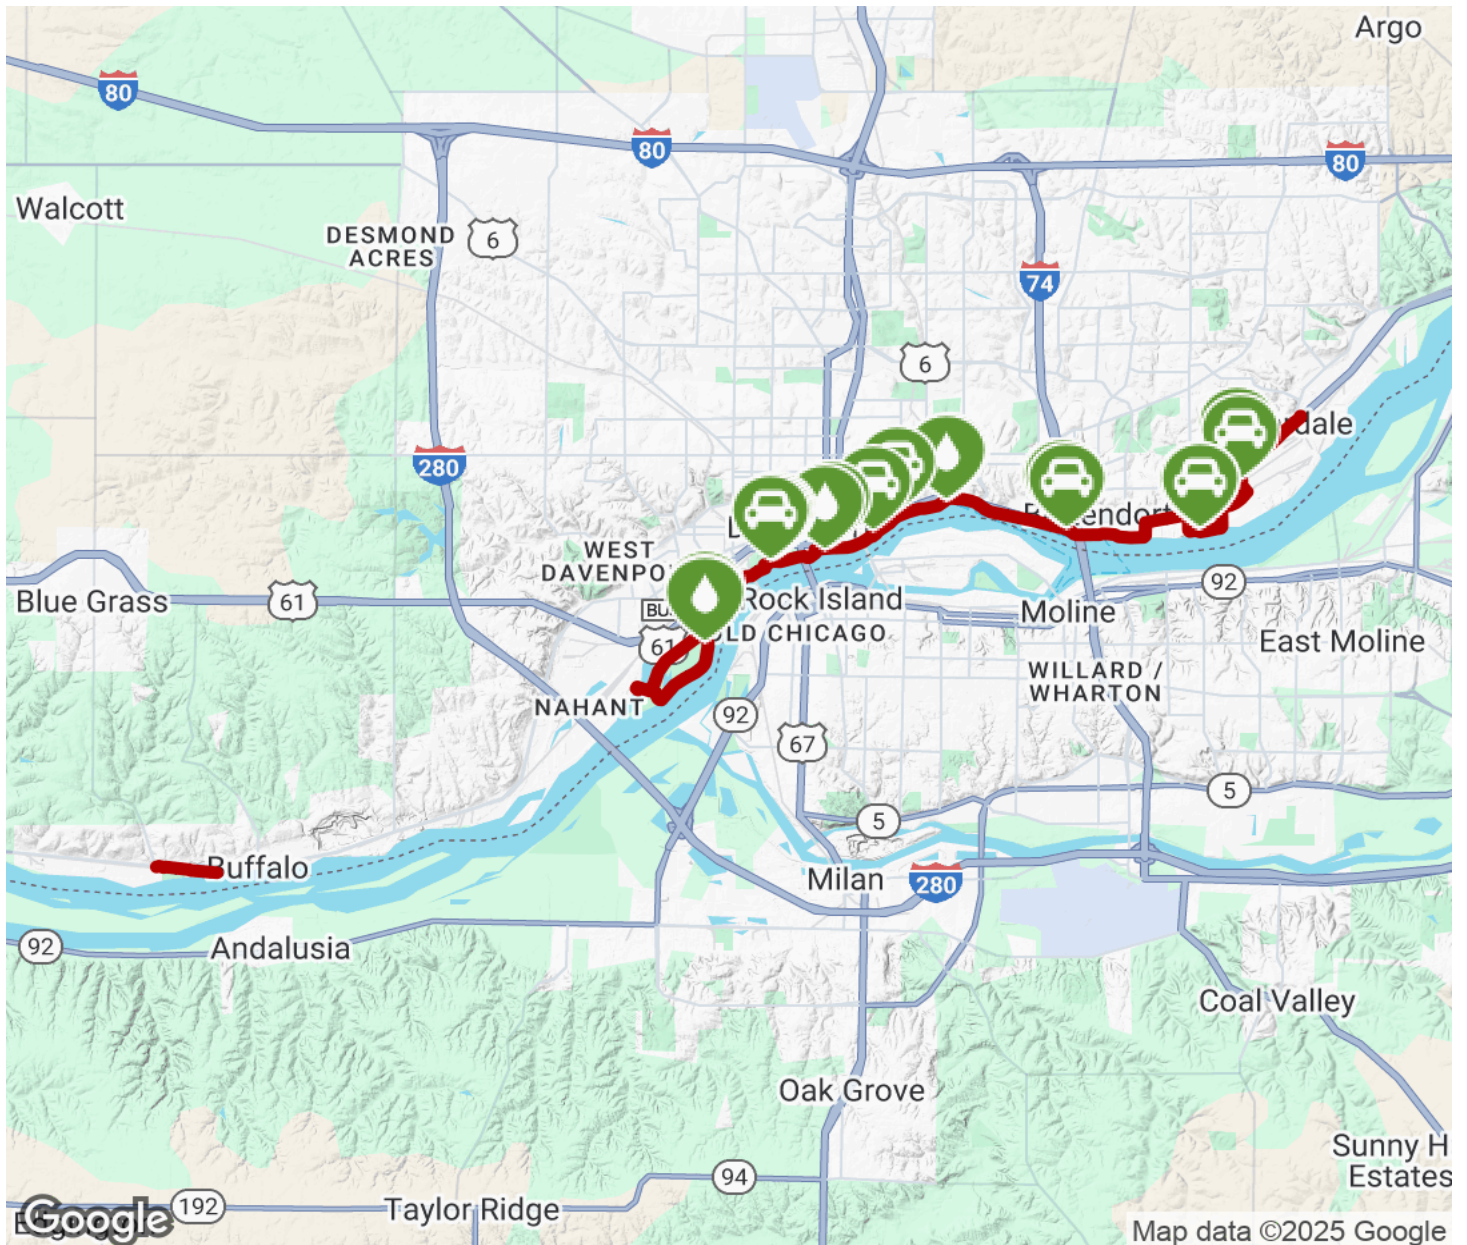 Argo
80
80
80
Walcott
DESMOND
ACRES
6
74
6
dale
280
WEST
DAVENPO
Blue Grass
61
BU
61
Rock Island
OLD CHICAGO
Moline
92
East Moline
WILLARD /
WHARTON
NAHANT
92
67
5
5
Buffalo
Milan
280
92
Andalusia
Coal Valley
Oak Grove
Sunny H
Estates
94
192
Taylor Ridge
Google
Map data ©2025 Google